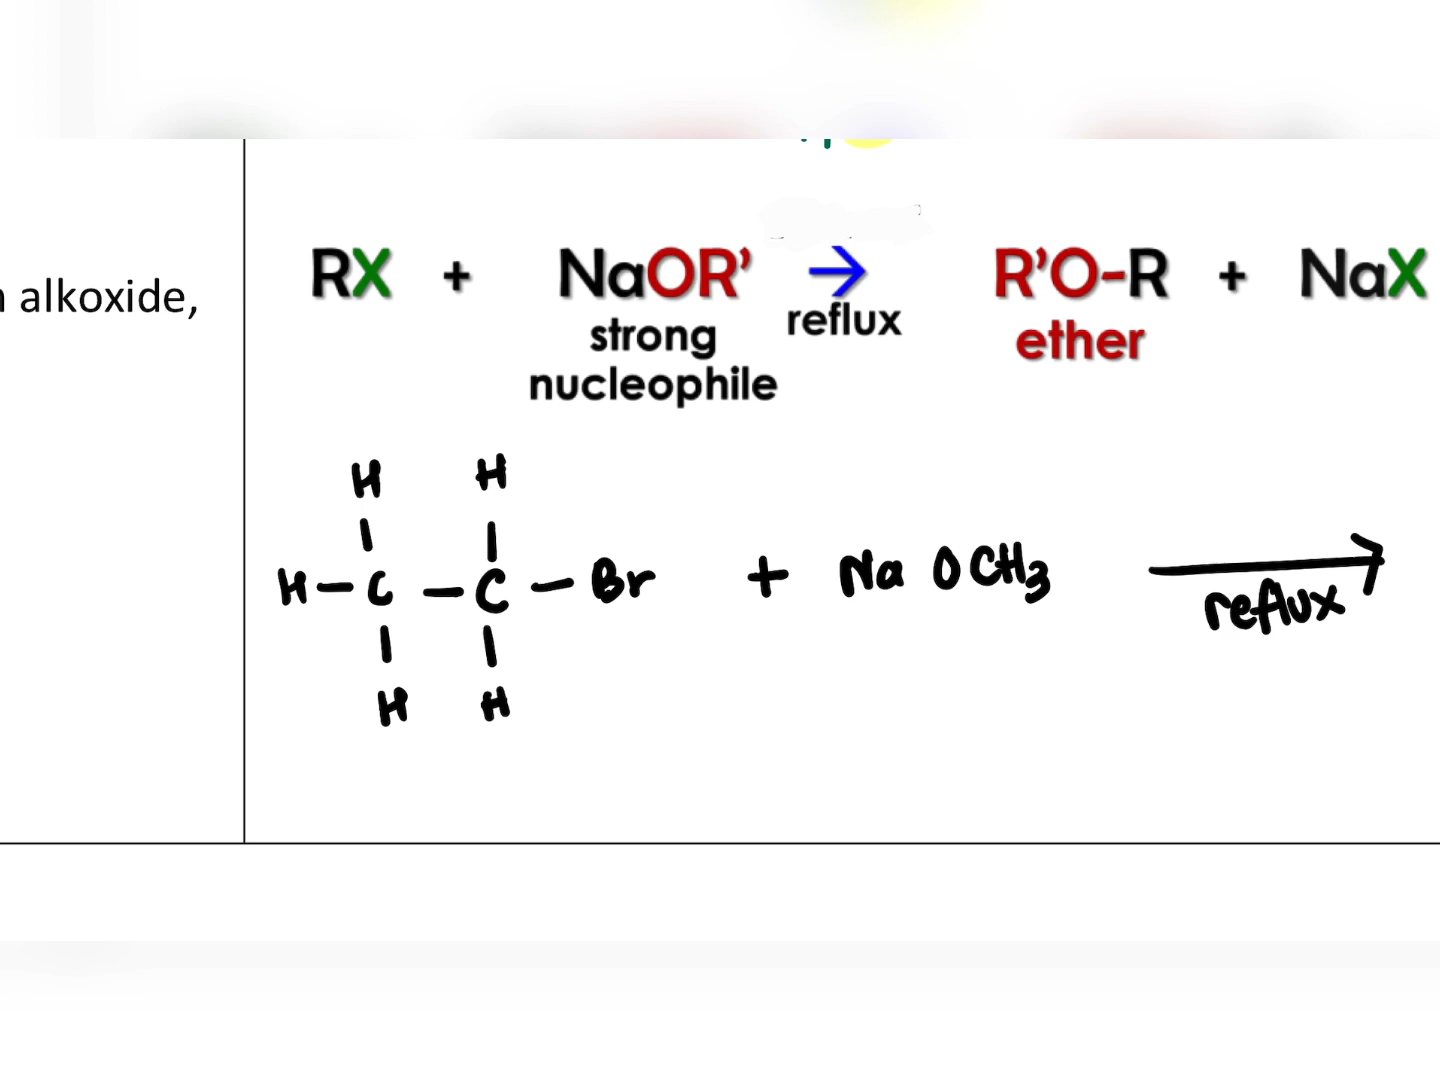 alkoxide,
RX + NaOR’ → R’O-R + NaX
strong reflux ether
nucleophile
H H
| |
H – C – C – Br + Na OCH3 →
| | reflux
H H